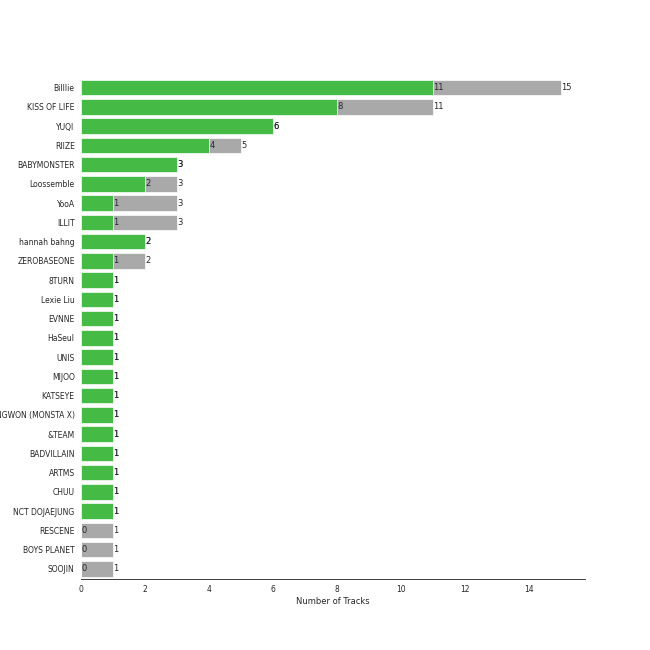 Billlie 11 15
KISS OF LIFE 8 11
YUQI 6
RIIZE 4 5
BABYMONSTER 3
Loossemble 2 3
YooA 1 3
ILLIT 1 3
hannah bahng 2
ZEROBASEONE 1 2
8TURN 1
Lexie Liu 1
EVNNE 1
HaSeul 1
UNIS 1
MIJOO 1
KATSEYE 1
NGWON (MONSTA X) 1
&TEAM 1
BADVILLAIN 1
ARTMS 1
CHUU 1
NCT DOJAEJUNG 1
RESCENE 0 1
BOYS PLANET 0 1
SOOJIN 0 1
0 2 4 6 8 10 12 14
Number of Tracks